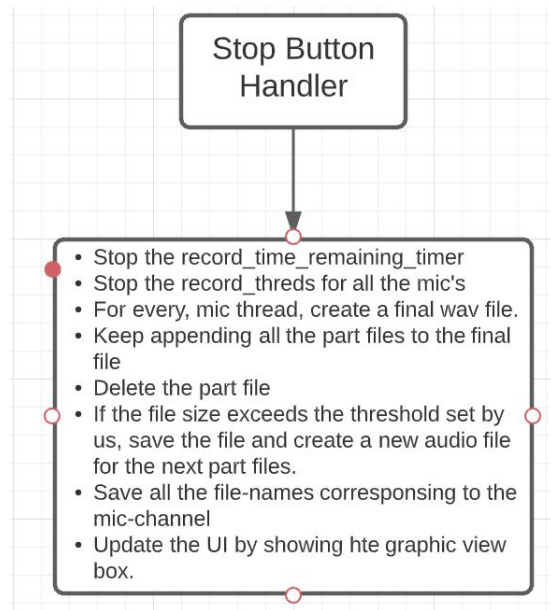 Stop Button
Handler
• Stop the record_time_remaining_timer
• Stop the record_threds for all the mic's
• For every, mic thread, create a final wav file.
• Keep appending all the part files to the final
file
• Delete the part file
• If the file size exceeds the threshold set by
us, save the file and create a new audio file
for the next part files.
• Save all the file-names corresponsing to the
mic-channel
• Update the UI by showing hte graphic view
box.